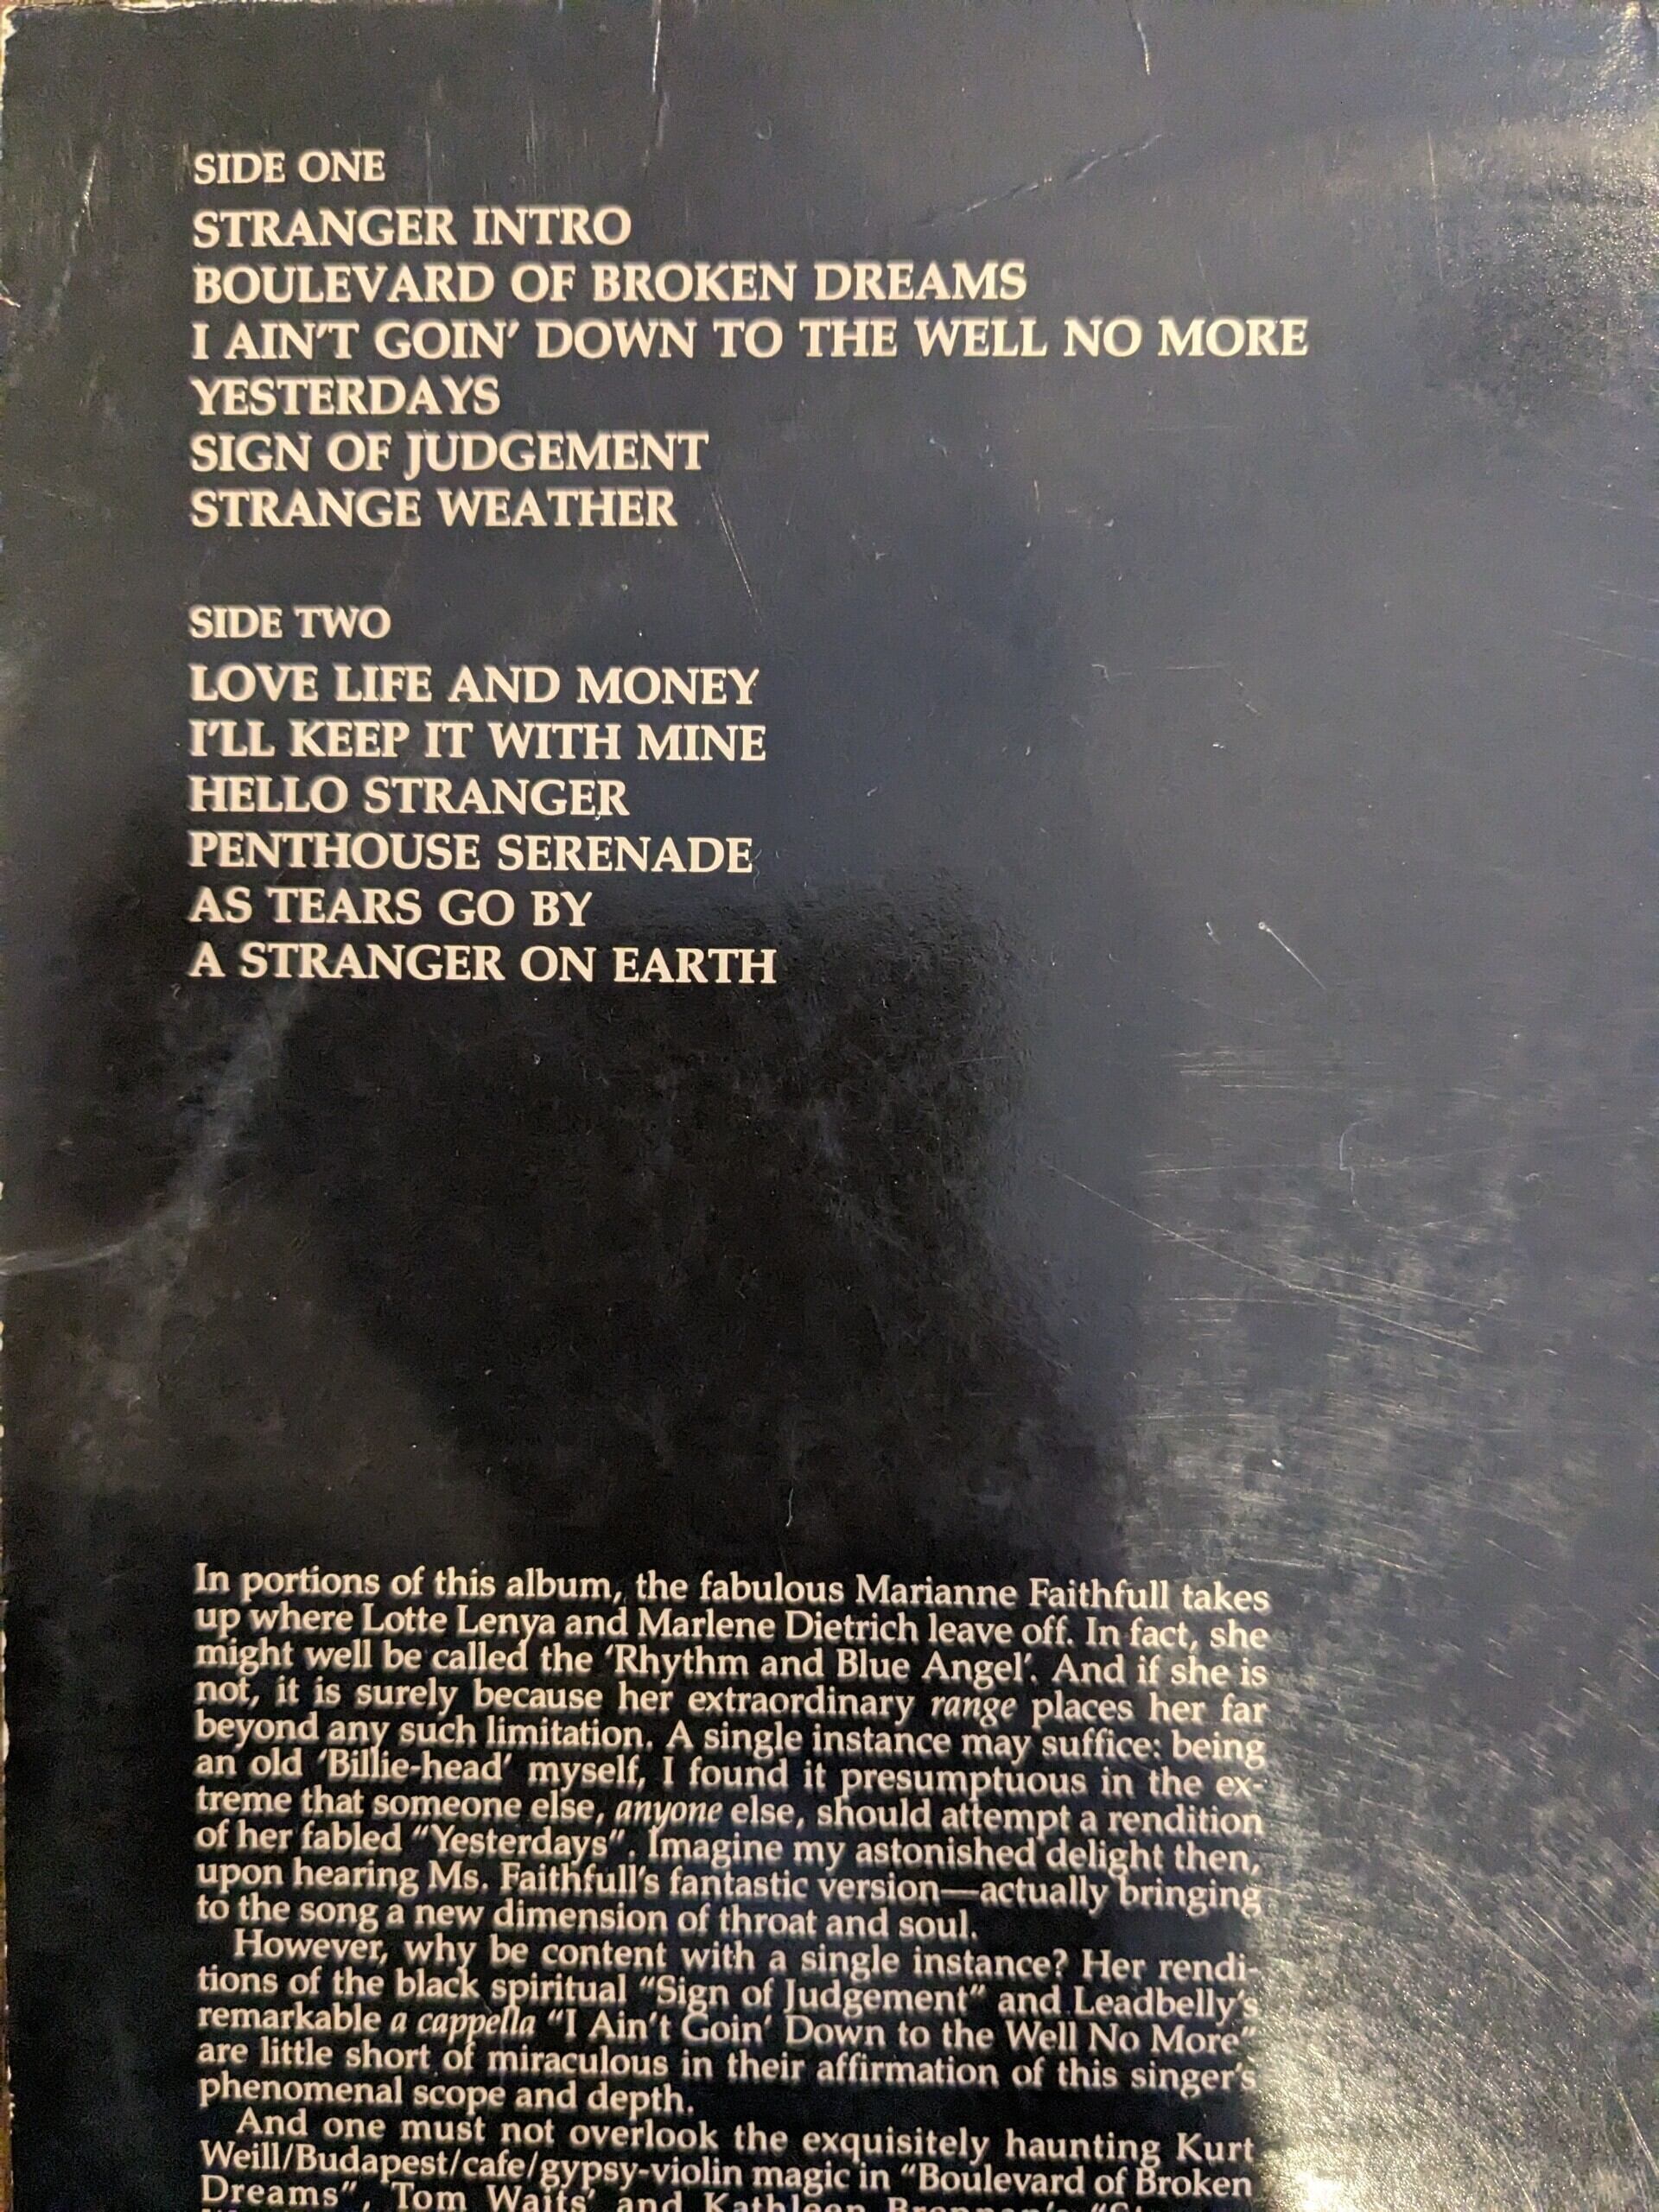 SIDE ONE
STRANGER INTRO
BOULEVARD OF BROKEN DREAMS
I AIN'T GOIN' DOWN TO THE WELL NO MORE
YESTERDAYS
SIGN OF JUDGEMENT
STRANGE WEATHER
SIDE TWO
LOVE LIFE AND MONEY
I'LL KEEP IT WITH MINE
HELLO STRANGER
PENTHOUSE SERENADE
AS TEARS GO BY
A STRANGER ON EARTH
In portions of this album, the fabulous Marianne Faithfull takes
up where Lotte Lenya and Marlene Dietrich leave off. In fact, she
might well be called the 'Rhythm and Blue Angel'. And if she is
not, it is surely because her extraordinary range places her far
beyond any such limitation. A single instance may suffice: being
an old 'Billie-head' myself, I found it presumptuous in the ex-
treme that someone else, anyone else, should attempt a rendition
of her fabled "Yesterdays". Imagine my astonished delight then,
upon hearing Ms. Faithfull's fantastic version—actually bringing
to the song a new dimension of throat and soul.
However, why be content with a single instance? Her rendi-
tions of the black spiritual "Sign of Judgement" and Leadbelly's
remarkable a cappella "I Ain't Goin' Down to the Well No More"
are little short of miraculous in their affirmation of this singer's
phenomenal scope and depth.
And one must not overlook the exquisitely haunting Kurt
Weill/Budapest/cafe/gypsy-violin magic in "Boulevard of Broken
Dreams", Tom Waits' and Kathleen Brennan's